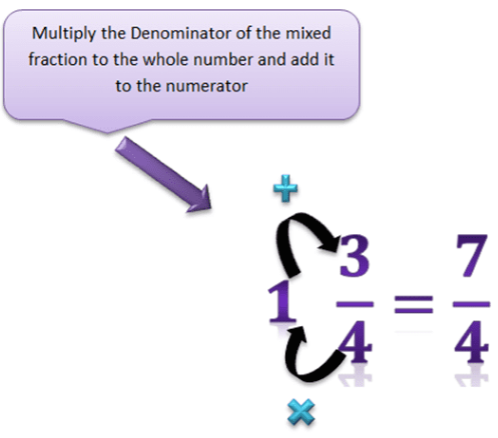 Multiply the Denominator of the mixed
fraction to the whole number and add it
to the numerator
+
1 3/4 = 7/4
×